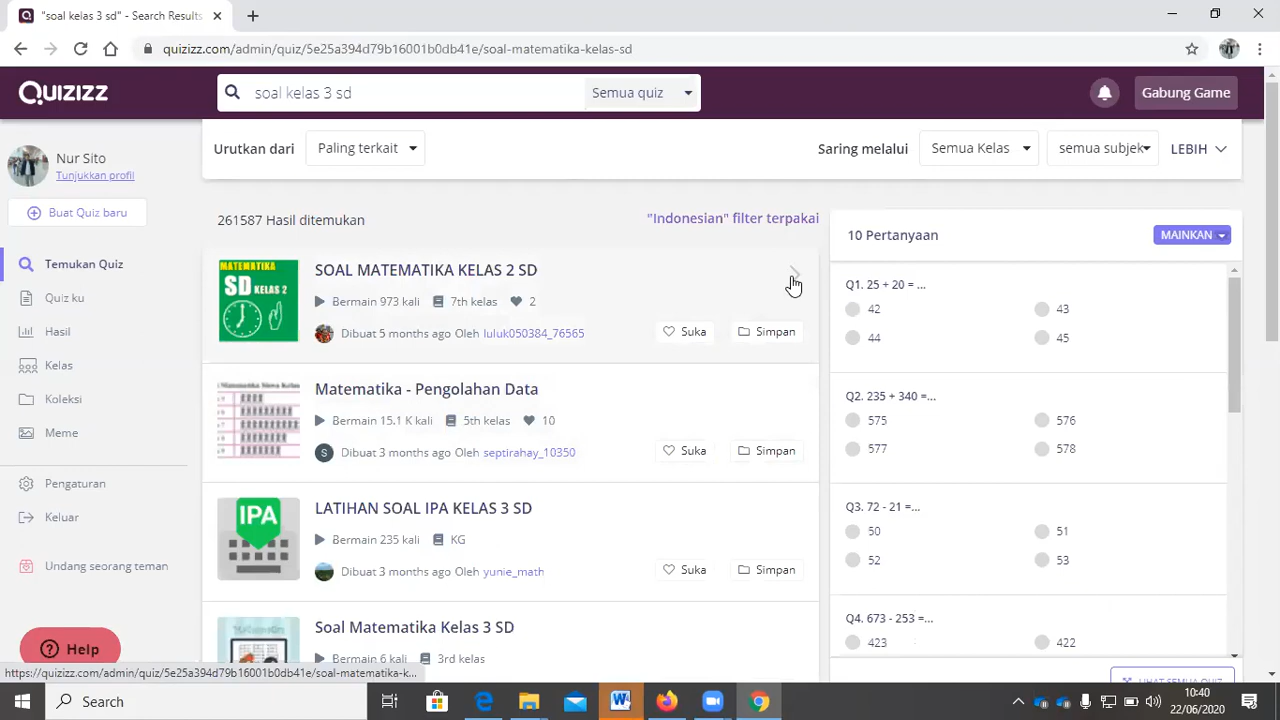 "soal kelas 3 sd" - Search Results
quizizz.com/admin/quiz/5e25a394d79b16001b0db41e/soal-matematika-kelas-sd
Quizizz
soal kelas 3 sd
Semua quiz
Gabung Game
Nur Sito
Tunjukkan profil
Buat Quiz baru
Temukan Quiz
Quiz ku
Hasil
Kelas
Koleksi
Meme
Pengaturan
Keluar
Undang seorang teman
Help
Urutkan dari
Paling terkait
Saring melalui
Semua Kelas
semua subjek
LEBIH
261587 Hasil ditemukan
"Indonesian" filter terpakai
MATEMATIKA
SD
KELAS 2
SOAL MATEMATIKA KELAS 2 SD
Bermain 973 kali 7th kelas 2
Dibuat 5 months ago Oleh luluk050384_76565
Suka Simpan
Matematika - Pengolahan Data
Bermain 15.1 K kali 5th kelas 10
S Dibuat 3 months ago Oleh septirahay_10350
Suka Simpan
IPA
LATIHAN SOAL IPA KELAS 3 SD
Bermain 235 kali KG
Dibuat 3 months ago Oleh yunie_math
Suka Simpan
Soal Matematika Kelas 3 SD
Bermain 6 kali 3rd kelas
10 Pertanyaan
MAINKAN
Q1. 25 + 20 = ...
42 43
44 45
Q2. 235 + 340 =...
575 576
577 578
Q3. 72 - 21 =...
50 51
52 53
Q4. 673 - 253 =...
423 422
LIHAT SEMUA QUIZ
https://quizizz.com/admin/quiz/5e25a394d79b16001b0db41e/soal-matematika-k...
Search
10:40
22/06/2020